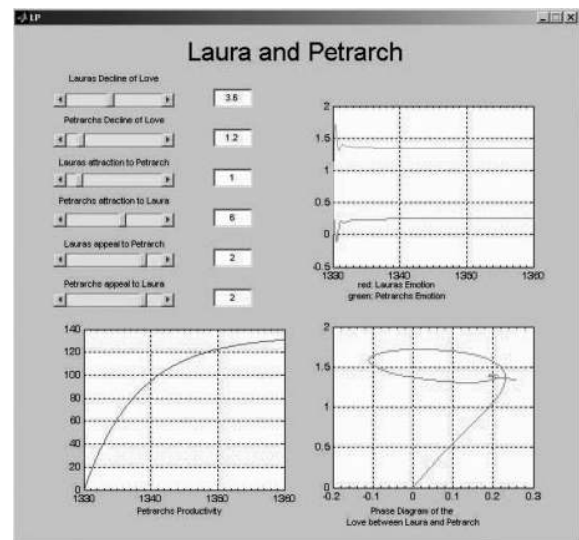 LP
Laura and Petrarch
Lauras Decline of Love
3.6
Petrarchs Decline of Love
1.2
Lauras attraction to Petrarch
1
Petrarchs attraction to Laura
6
Lauras appeal to Petrarch
2
Petrarchs appeal to Laura
2
2
1.5
1
0.5
0
-0.5
1330 1340 1350 1360
red: Lauras Emotion
green: Petrarchs Emotion
140
120
100
80
60
40
20
0
1330 1340 1350 1360
Petrarchs Productivity
2
1.5
1
0.5
0
-0.2 -0.1 0 0.1 0.2 0.3
Phase Diagram of the
Love between Laura and Petrarch